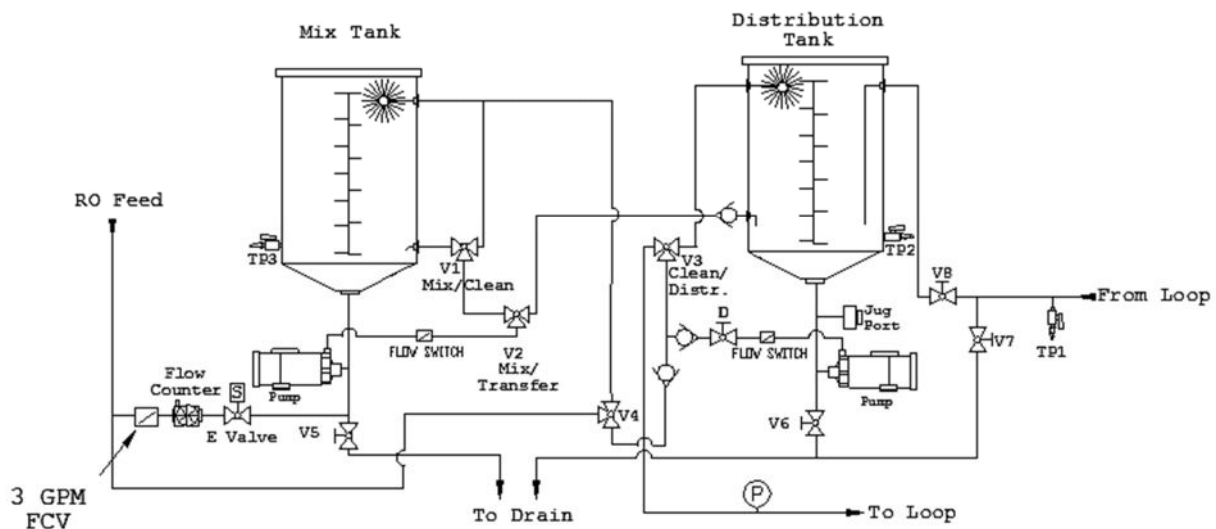 Mix Tank
Distribution
Tank
RO Feed
TP3
V1
Mix/Clean
V3
Clean/
Distr.
TP2
V8
From Loop
D
Jug
Port
V7
TP1
FLOW SWITCH
V2
Mix/
Transfer
FLOW SWITCH
Flow
Counter
S
Pump
Pump
E Valve
V5
V4
V6
3 GPM
FCV
To Drain
P
To Loop